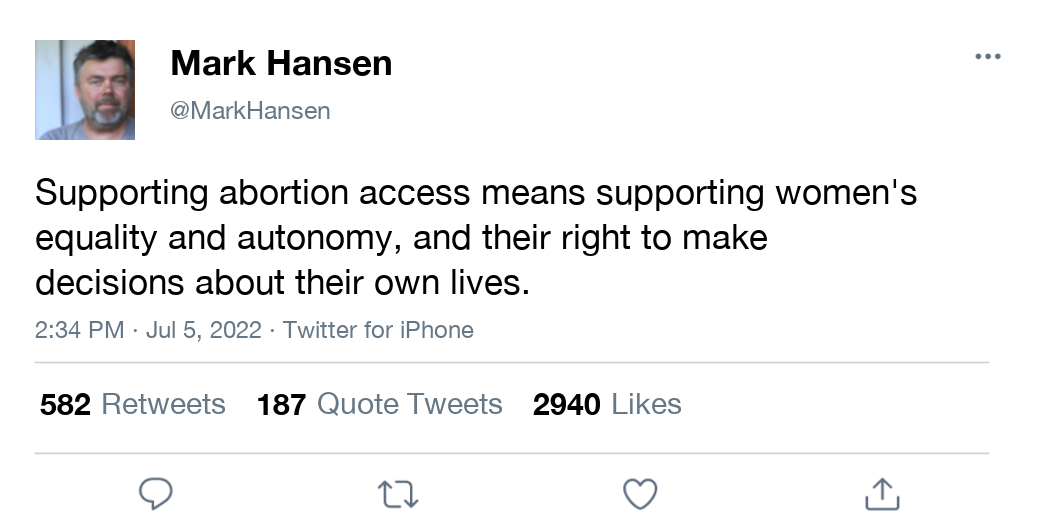 Mark Hansen
@MarkHansen
Supporting abortion access means supporting women's
equality and autonomy, and their right to make
decisions about their own lives.
2:34 PM · Jul 5, 2022 · Twitter for iPhone
582 Retweets 187 Quote Tweets 2940 Likes